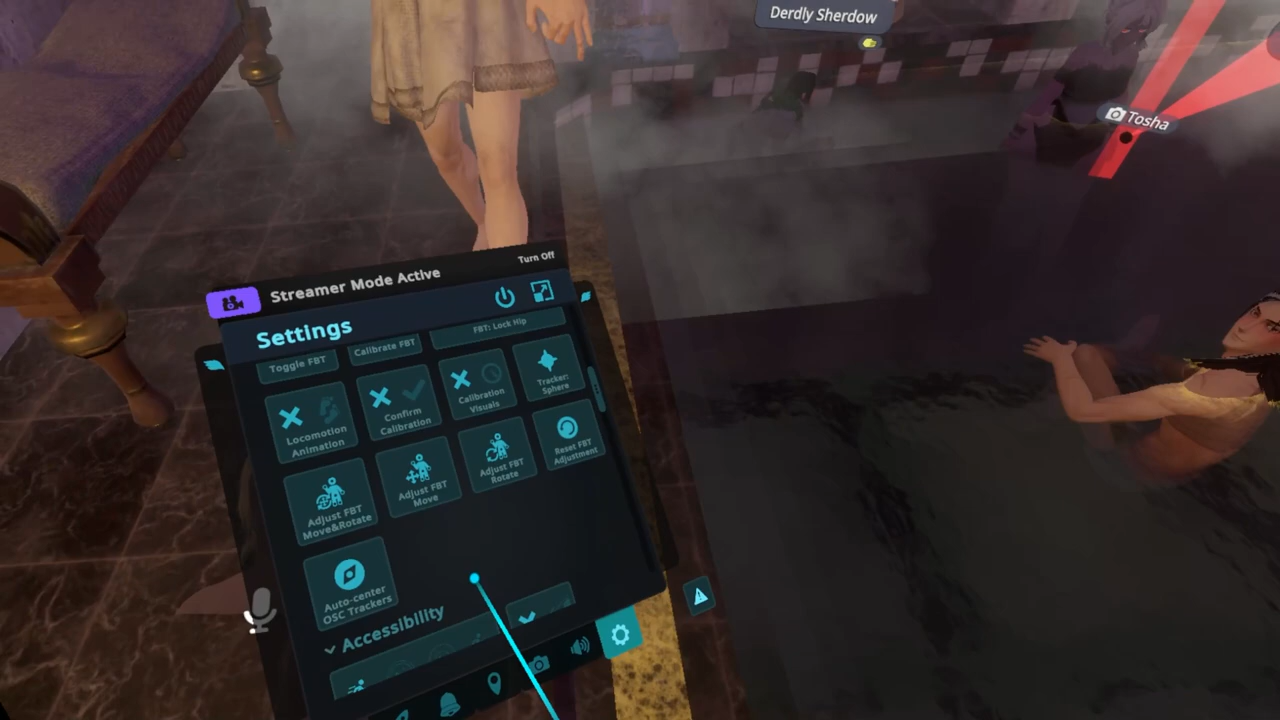 Derdly Sherdow
Tosha
Streamer Mode Active
Turn Off
Settings
Toggle FBT
Calibrate FBT
FBT: Lock Hip
Locomotion
Animation
Confirm
Calibration
Calibration
Visuals
Tracker:
Sphere
Adjust FBT
Move&Rotate
Adjust FBT
Move
Adjust FBT
Rotate
Reset FBT
Adjustment
Auto-center
OSC Trackers
Accessibility